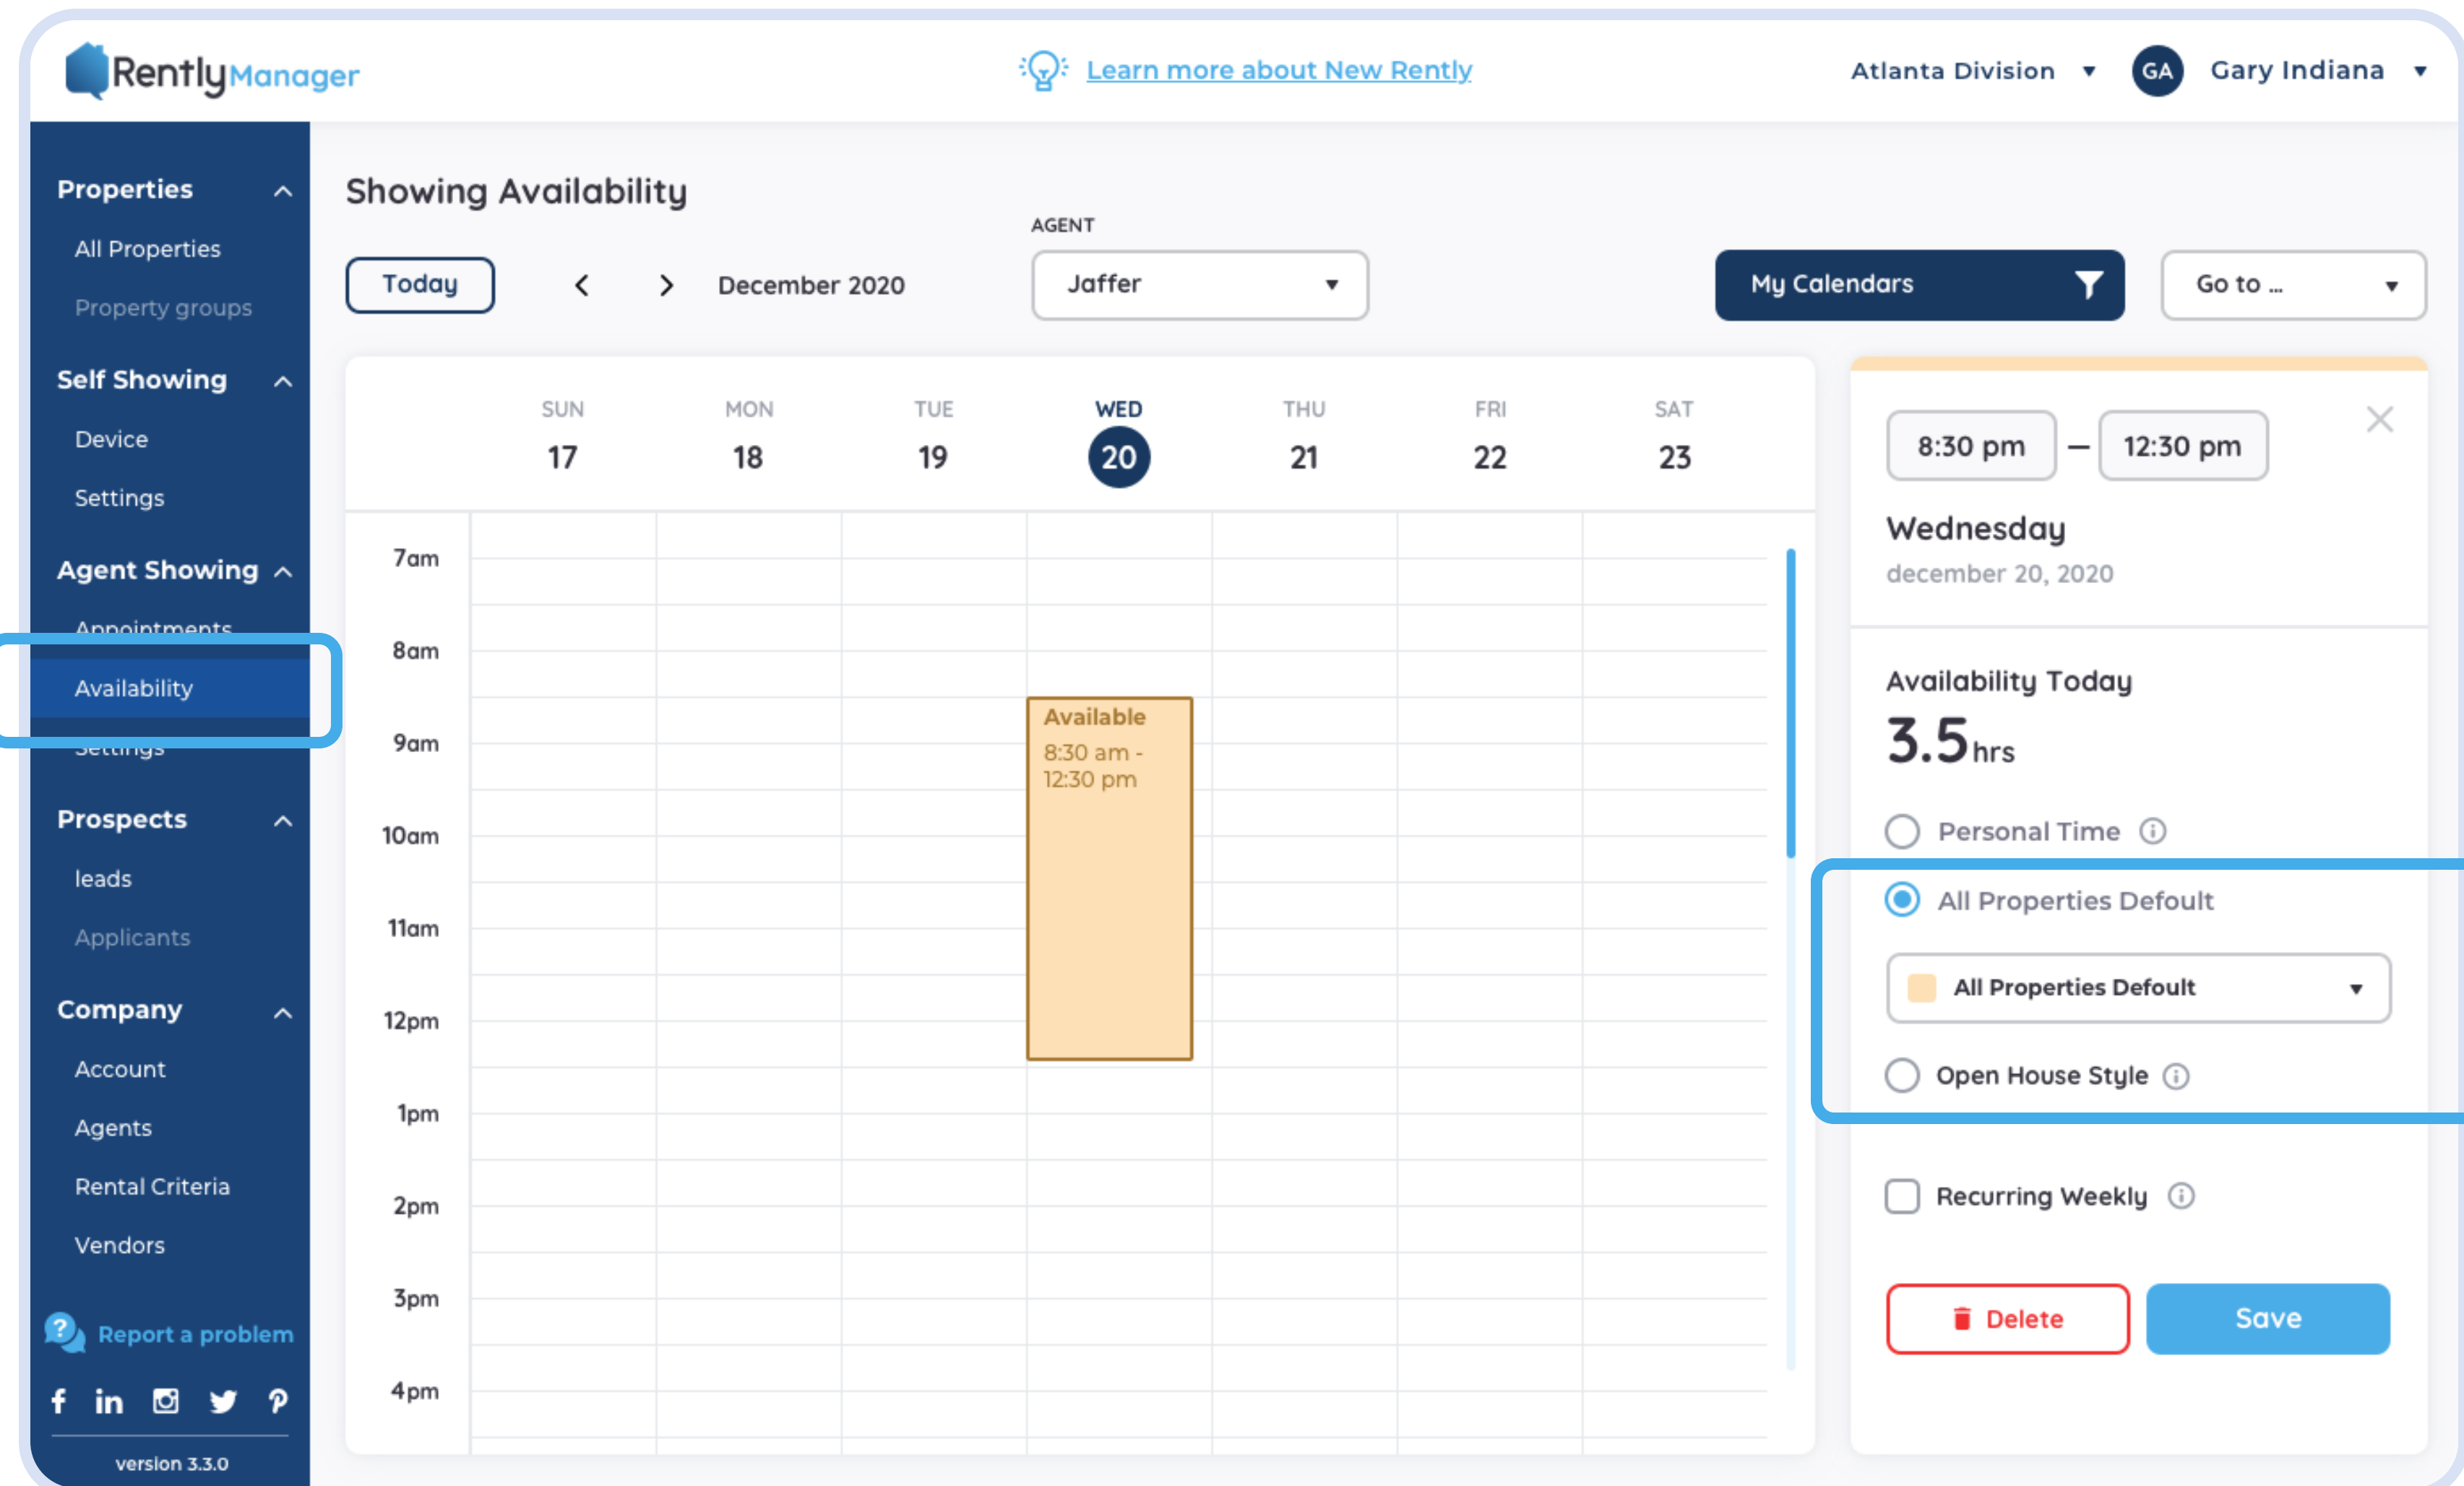 RentlyManager
Learn more about New Rently
Atlanta Division
GA
Gary Indiana
Properties
All Properties
Property groups
Self Showing
Device
Settings
Agent Showing
Appointments
Availability
Settings
Prospects
leads
Applicants
Company
Account
Agents
Rental Criteria
Vendors
Report a problem
version 3.3.0
Showing Availability
Today
December 2020
AGENT
Jaffer
My Calendars
Go to ...
SUN MON TUE WED THU FRI SAT
17 18 19 20 21 22 23
7am
8am
9am
10am
11am
12pm
1pm
2pm
3pm
4pm
Available
8:30 am -
12:30 pm
8:30 pm – 12:30 pm
Wednesday
december 20, 2020
Availability Today
3.5 hrs
Personal Time
All Properties Defoult
All Properties Defoult
Open House Style
Recurring Weekly
Delete
Save